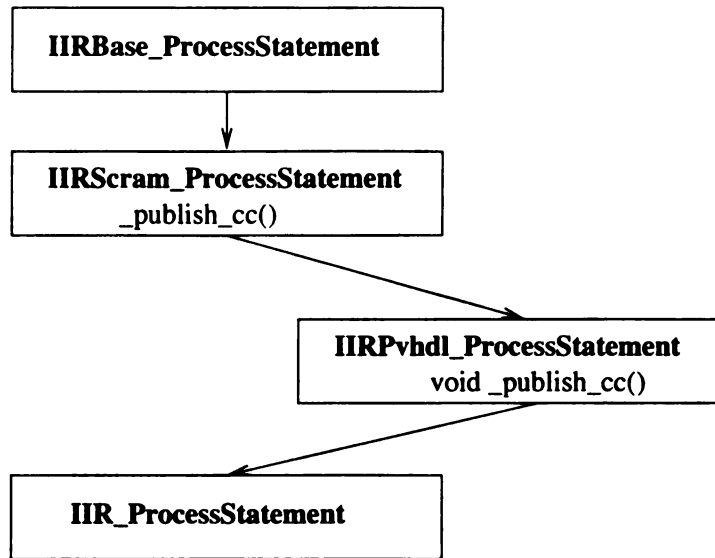 IIRBase_ProcessStatement
IIRScram_ProcessStatement
_publish_cc()
IIRPvhdl_ProcessStatement
void _publish_cc()
IIR_ProcessStatement